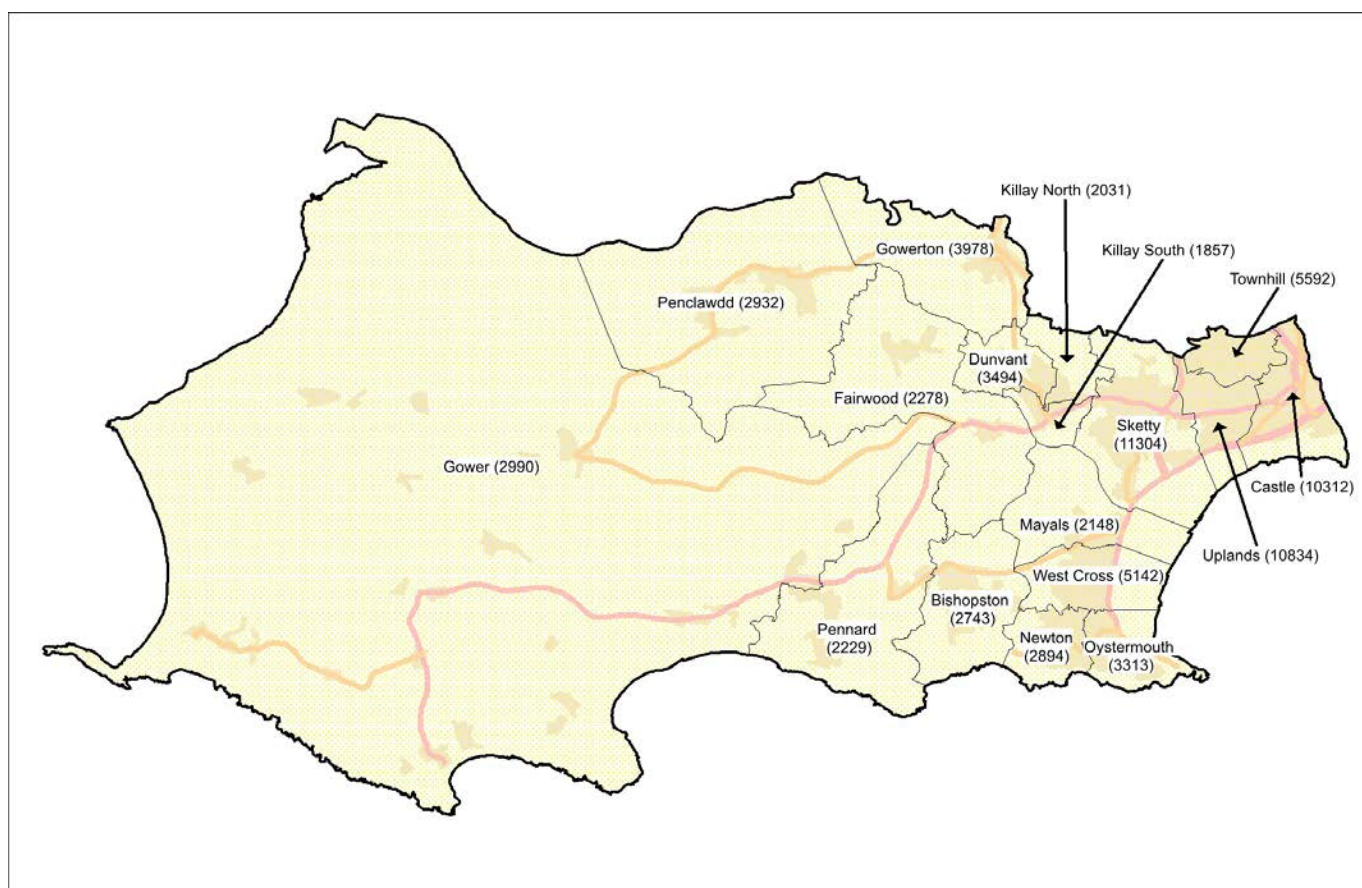 Killay North (2031)
Killay South (1857)
Gowerton (3978)
Townhill (5592)
Penclawdd (2932)
Dunvant
(3494)
Fairwood (2278)
Sketty
(11304)
Gower (2990)
Castle (10312)
Mayals (2148)
Uplands (10834)
West Cross (5142)
Bishopston
(2743)
Pennard
(2229)
Newton
(2894)
Oystermouth
(3313)